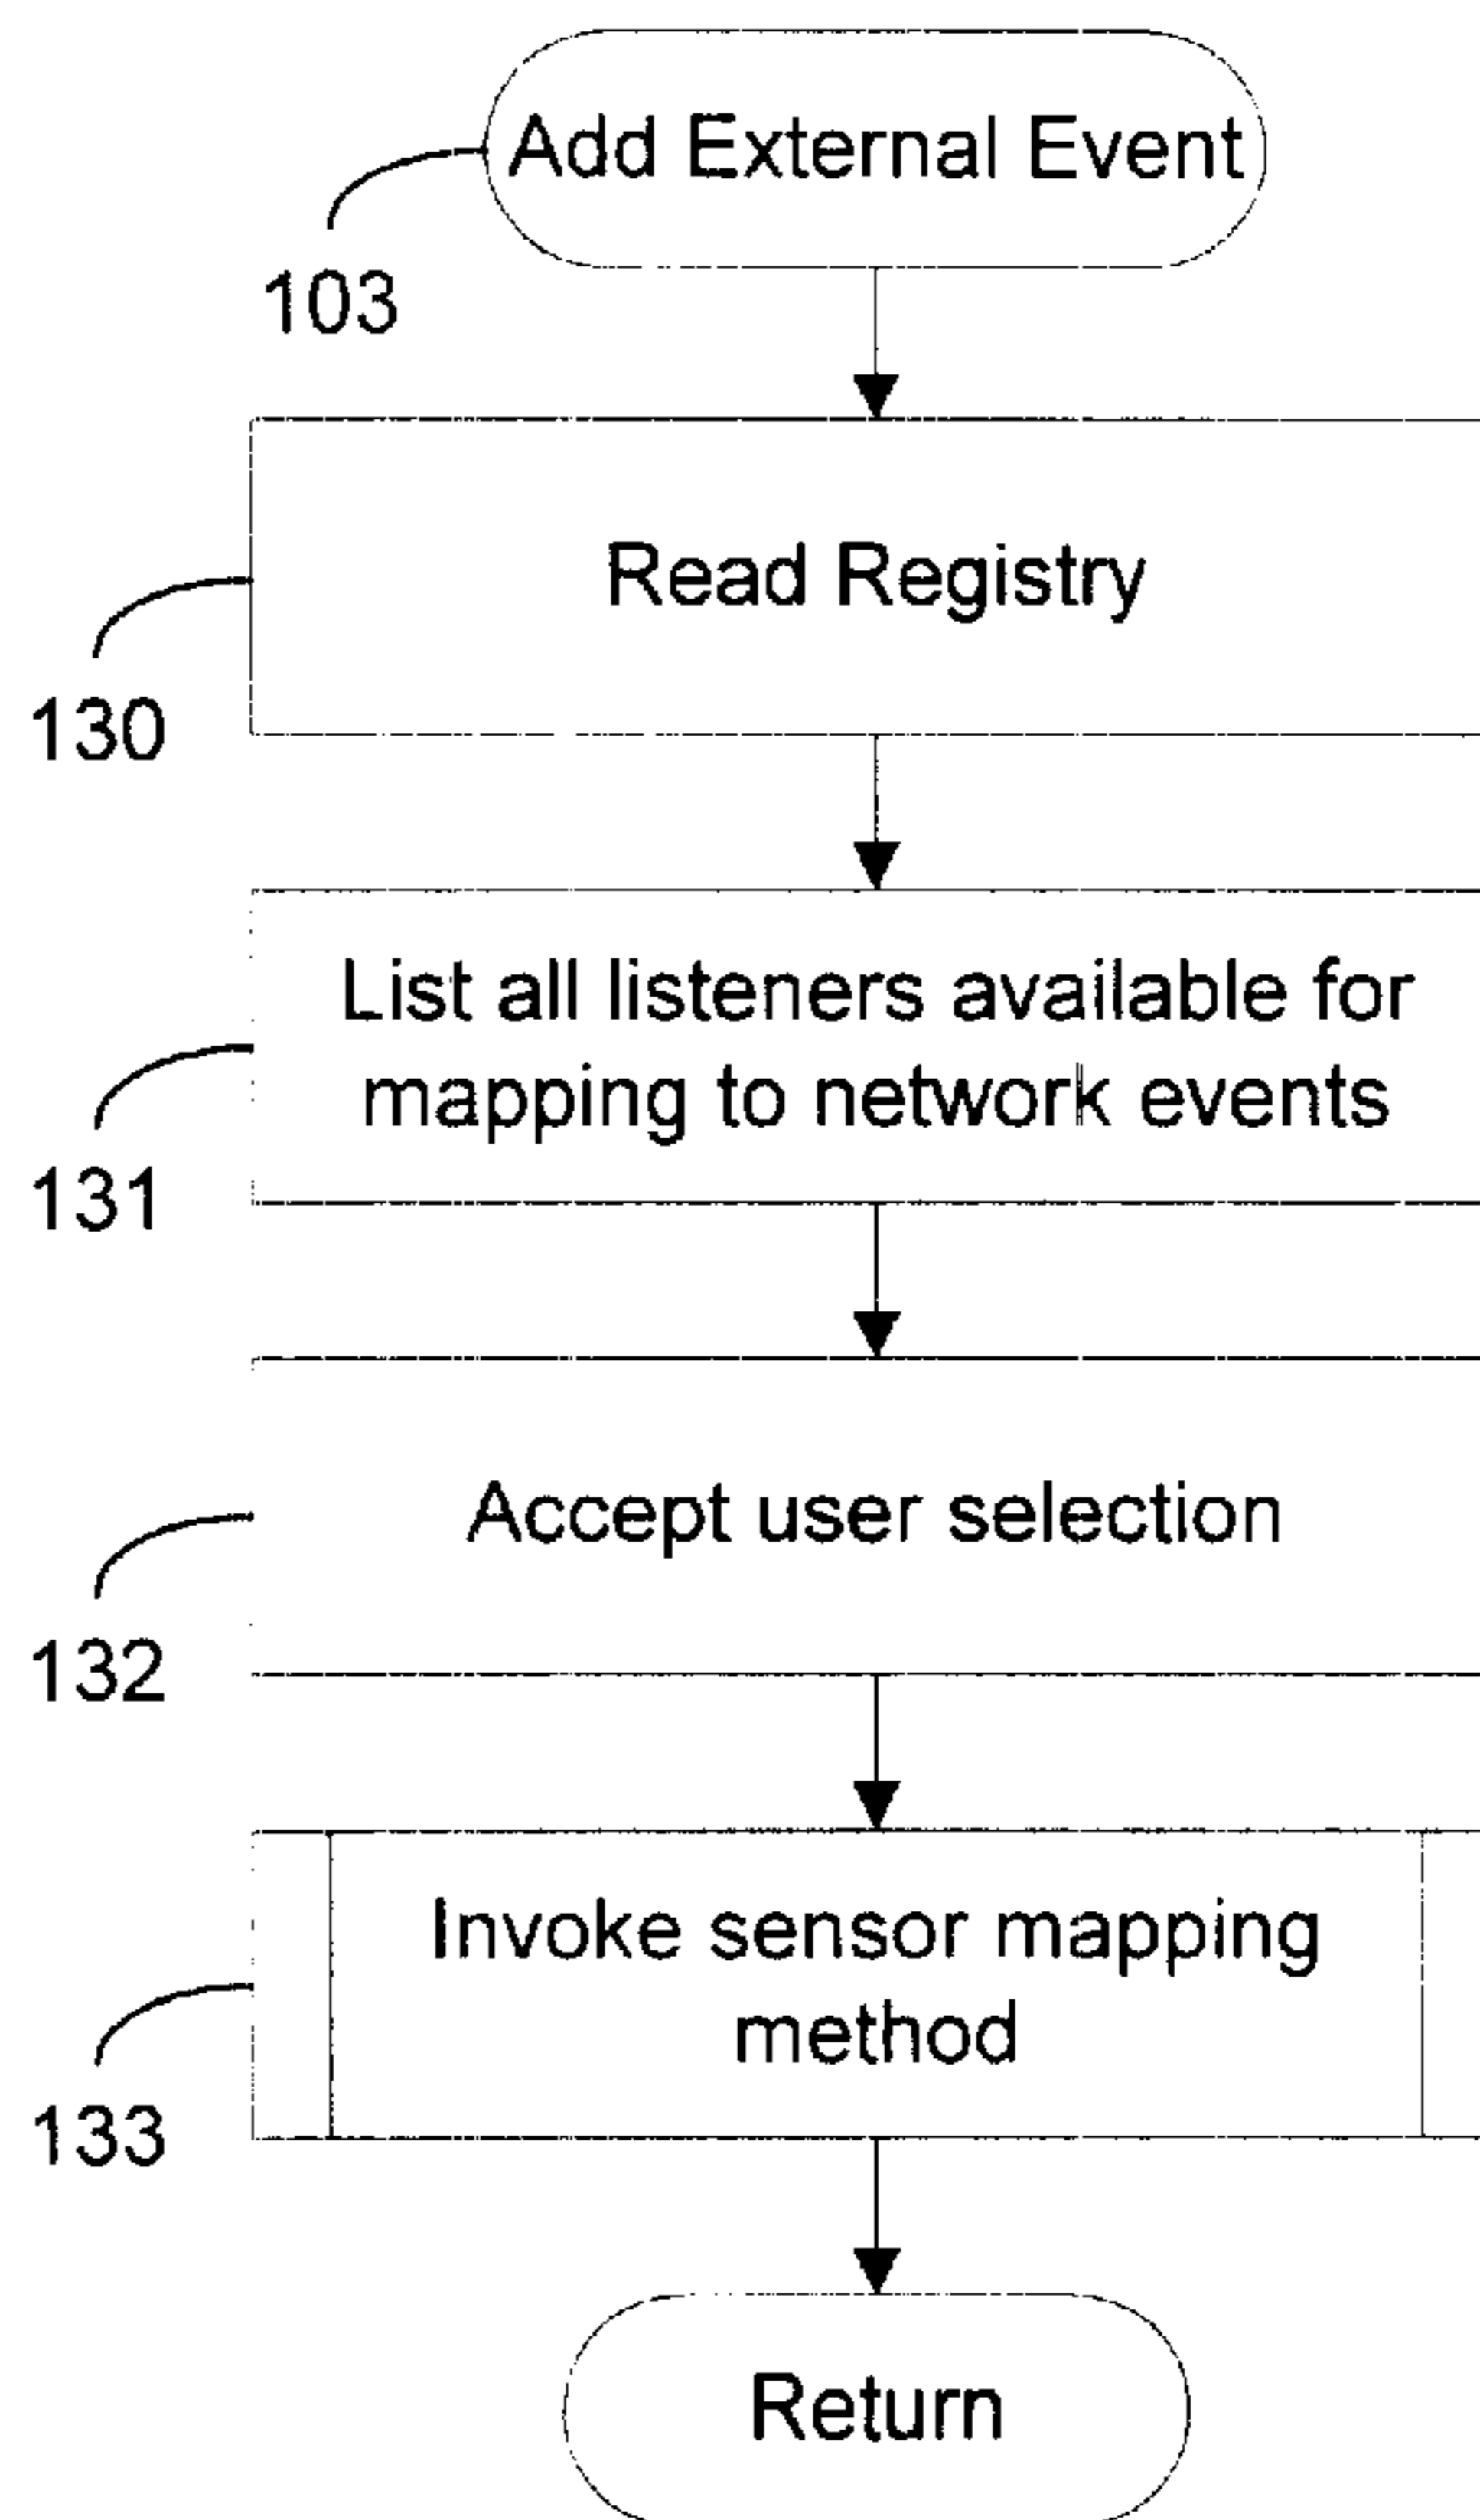 Add External Event
103
Read Registry
130
List all listeners available for
mapping to network events
131
Accept user selection
132
Invoke sensor mapping
method
133
Return